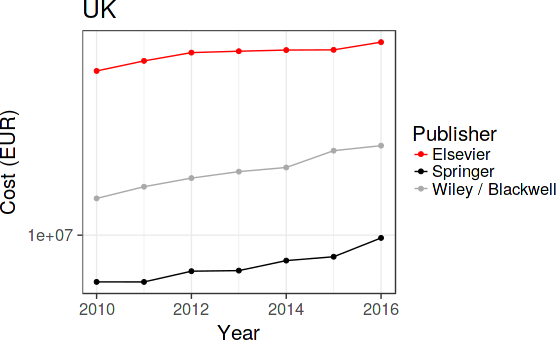 UK
Cost (EUR)
1e+07
2010 2012 2014 2016
Year
Publisher
Elsevier
Springer
Wiley / Blackwell